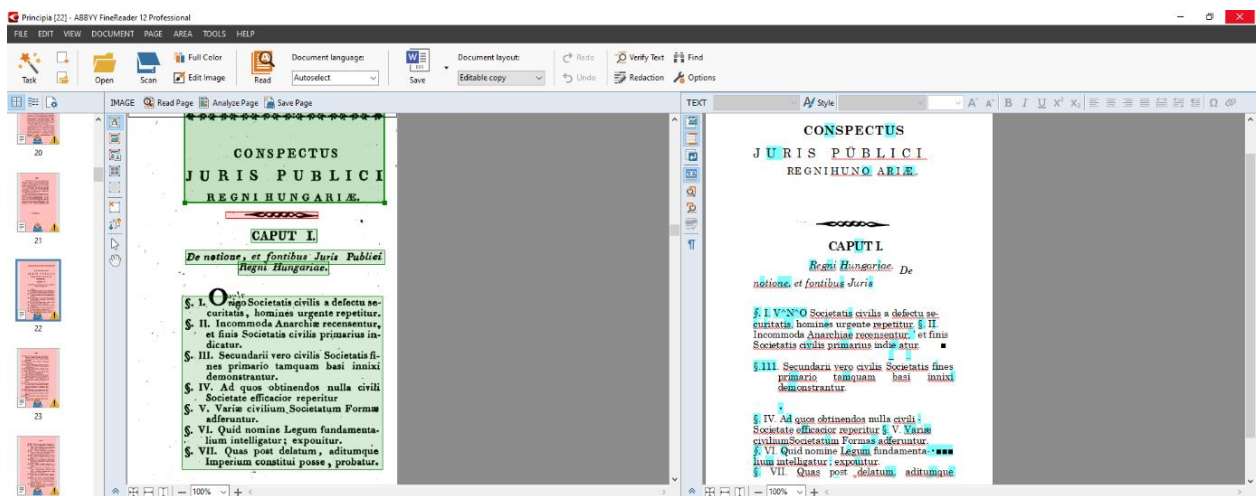 Principia [22] - ABBYY FineReader 12 Professional
FILE EDIT VIEW DOCUMENT PAGE AREA TOOLS HELP
Task
Open
Scan
Full Color
Edit Image
Read
Document language:
Autoselect
Save
Document layout:
Editable copy
Redo
Undo
Verify Text
Redaction
Find
Options
IMAGE Read Page Analyze Page Save Page
20
21
22
23
CONSPECTUS
JURIS PUBLICI
REGNI HUNGARIÆ.
CAPUT I.
De notione, et fontibus Juris Publici
Regni Hungariae.
§. I. Origo Societatis civilis a defectu se-
curitatis, homines urgente repetitur.
§. II. Incommoda Anarchiæ recensentur,
et finis Societatis civilis primarius in-
dicatur.
§. III. Secundarii vero civilis Societatis fi-
nes primario tamquam basi innixi
demonstrantur.
§. IV. Ad quos obtinendos nulla civili
Societate efficacior reperitur
§. V. Variæ civilium Societatum Formæ
adferuntur.
§. VI. Quid nomine Legum fundamenta-
lium intelligatur; expouitur.
§. VII. Quas post delatum, aditumque
Imperium constitui posse, probatur.
100%
TEXT Style
CONSPECTUS
JURIS PÜBLICI
REGNIHUNO ARIÆ.
CAPUT I.
Regni Hungariae. De
notione, et fontibus Juris
§. I. V^N^O Societatis civilis a defectu se-
curitatis, homines urgente repetitur. §. II.
Incommoda Anarchiae recensentur, ' et finis
Societatis civilis primarius indie atur. ■
§.111. Secundarii vero civilis Societatis fines
primario tamquam basi innixi
demonstrantur.
§. IV. Ad quos obtinendos nulla civili
Societate efficacior reperitur §. V. Variæ
civiliumSocietatum Formas adferuntur.
§. VI. Quid nomine Legum fundamenta- ·■■■
lium intelligatur; expouitur.
§. VII. Quas post delatum, aditumque
100%